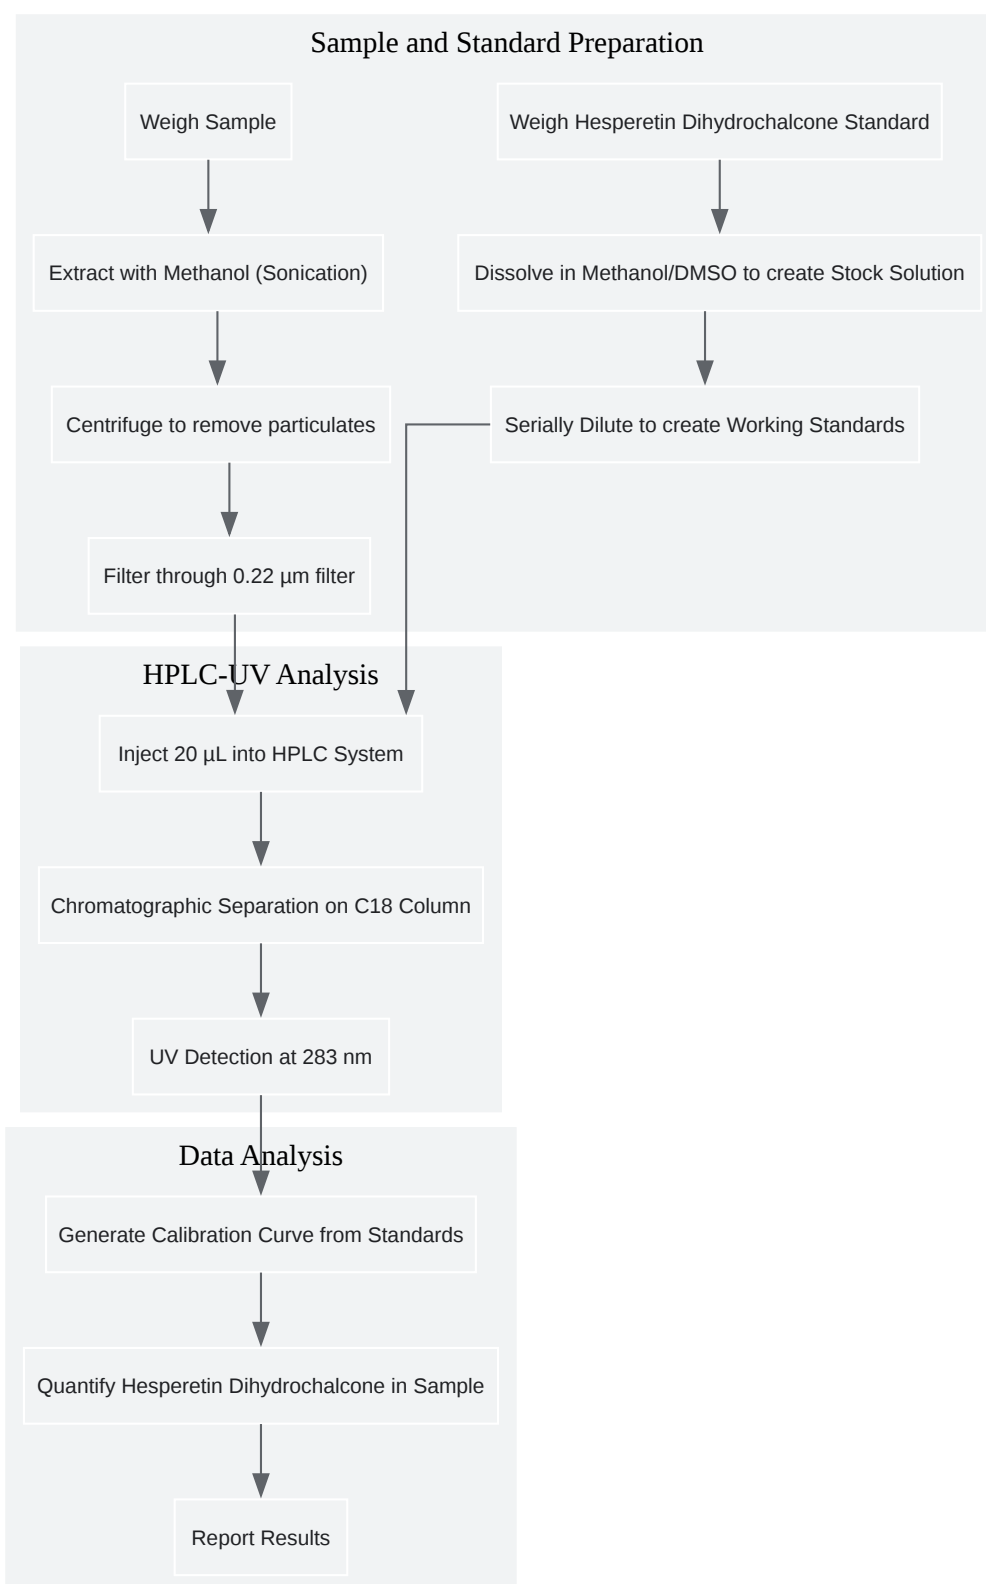 Sample and Standard Preparation
Weigh Sample
Weigh Hesperetin Dihydrochalcone Standard
Extract with Methanol (Sonication)
Dissolve in Methanol/DMSO to create Stock Solution
Centrifuge to remove particulates
Serially Dilute to create Working Standards
Filter through 0.22 µm filter
HPLC-UV Analysis
Inject 20 µL into HPLC System
Chromatographic Separation on C18 Column
UV Detection at 283 nm
Data Analysis
Generate Calibration Curve from Standards
Quantify Hesperetin Dihydrochalcone in Sample
Report Results